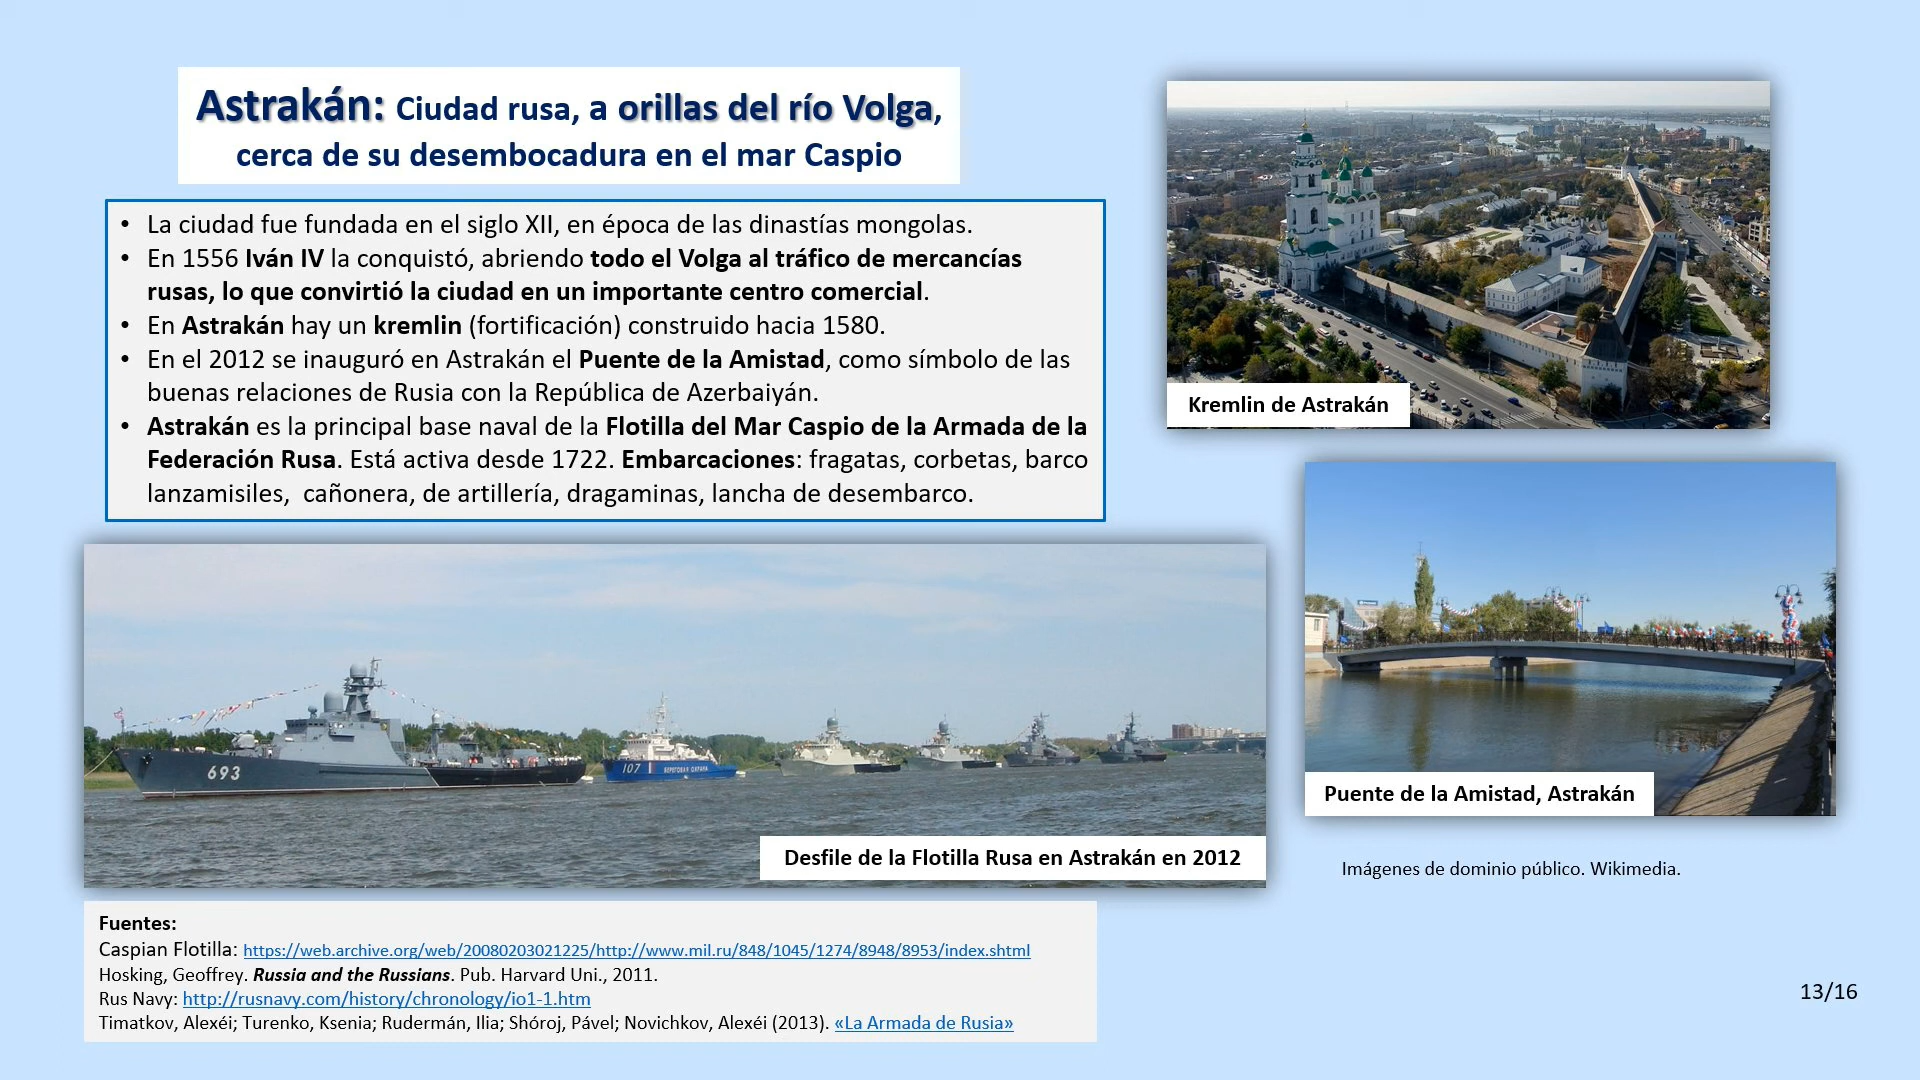 Astrakán: Ciudad rusa, a orillas del río Volga,
cerca de su desembocadura en el mar Caspio
• La ciudad fue fundada en el siglo XII, en época de las dinastías mongolas.
• En 1556 Iván IV la conquistó, abriendo todo el Volga al tráfico de mercancías
rusas, lo que convirtió la ciudad en un importante centro comercial.
• En Astrakán hay un kremlin (fortificación) construido hacia 1580.
• En el 2012 se inauguró en Astrakán el Puente de la Amistad, como símbolo de las
buenas relaciones de Rusia con la República de Azerbaiyán.
• Astrakán es la principal base naval de la Flotilla del Mar Caspio de la Armada de la
Federación Rusa. Está activa desde 1722. Embarcaciones: fragatas, corbetas, barco
lanzamisiles,  cañonera, de artillería, dragaminas, lancha de desembarco.
Kremlin de Astrakán
Puente de la Amistad, Astrakán
693
107 БЕРЕГОВАЯ ОХРАНА
Desfile de la Flotilla Rusa en Astrakán en 2012
Imágenes de dominio público. Wikimedia.
Fuentes:
Caspian Flotilla: https://web.archive.org/web/20080203021225/http://www.mil.ru/848/1045/1274/8948/8953/index.shtml
Hosking, Geoffrey. Russia and the Russians. Pub. Harvard Uni., 2011.
Rus Navy: http://rusnavy.com/history/chronology/io1-1.htm
Timatkov, Alexéi; Turenko, Ksenia; Rudermán, Ilia; Shóroj, Pável; Novichkov, Alexéi (2013). «La Armada de Rusia»
13/16